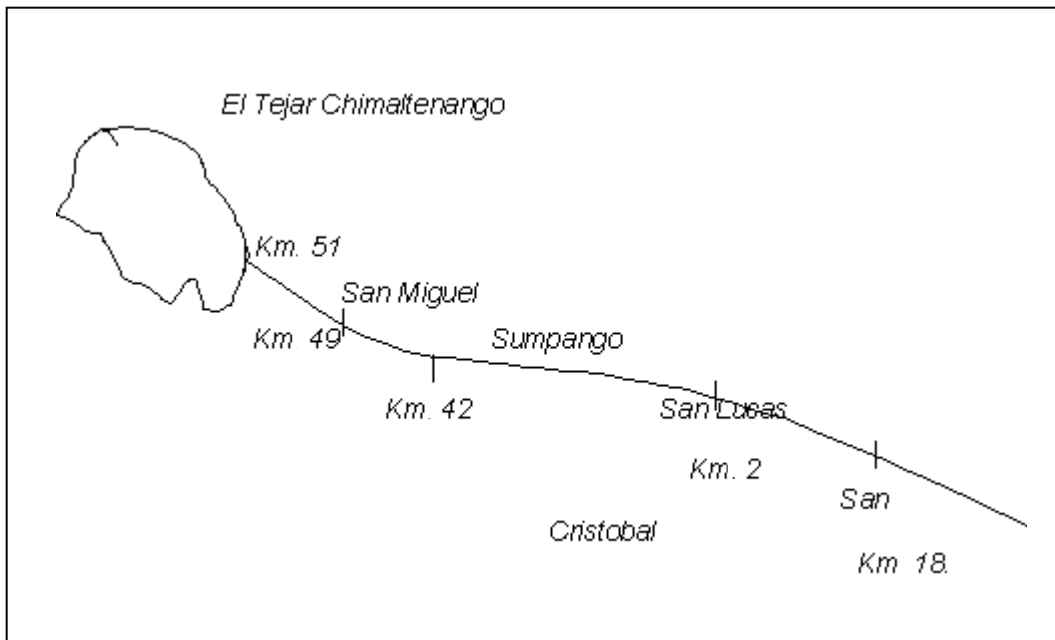 El Tejar Chimaltenango
Km. 51
San Miguel
Km. 49
Sumpango
Km. 42
San Lucas
Km. 2
San
Cristobal
Km 18.